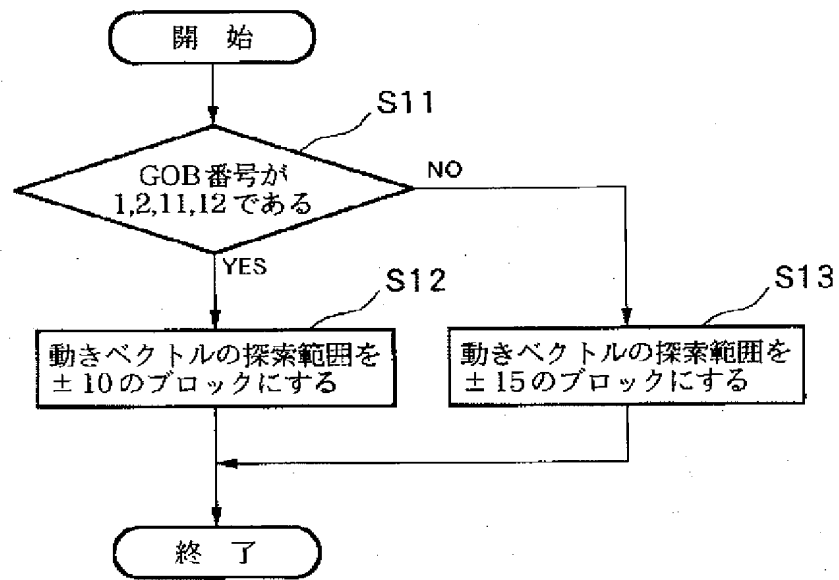 開 始
S11
GOB番号が
1,2,11,12である
NO
YES
S12
動きベクトルの探索範囲を
±10のブロックにする
S13
動きベクトルの探索範囲を
±15のブロックにする
終 了